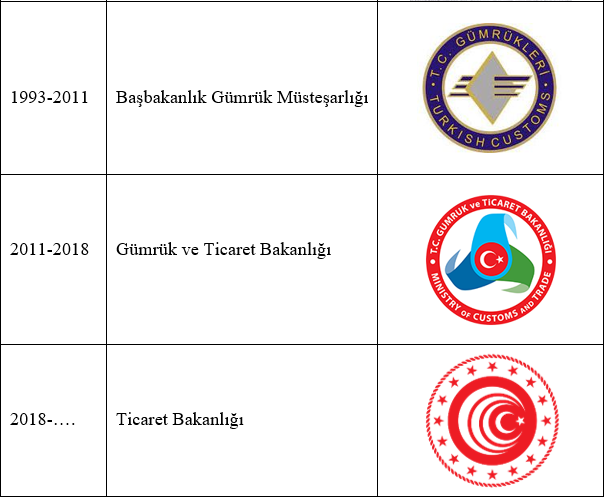 1993-2011
Başbakanlık Gümrük Müsteşarlığı
T.C. GÜMRÜKLERİ
TURKISH CUSTOMS
2011-2018
Gümrük ve Ticaret Bakanlığı
T.C. GÜMRÜK ve TİCARET BAKANLIĞI
MINISTRY OF CUSTOMS AND TRADE
2018-….
Ticaret Bakanlığı